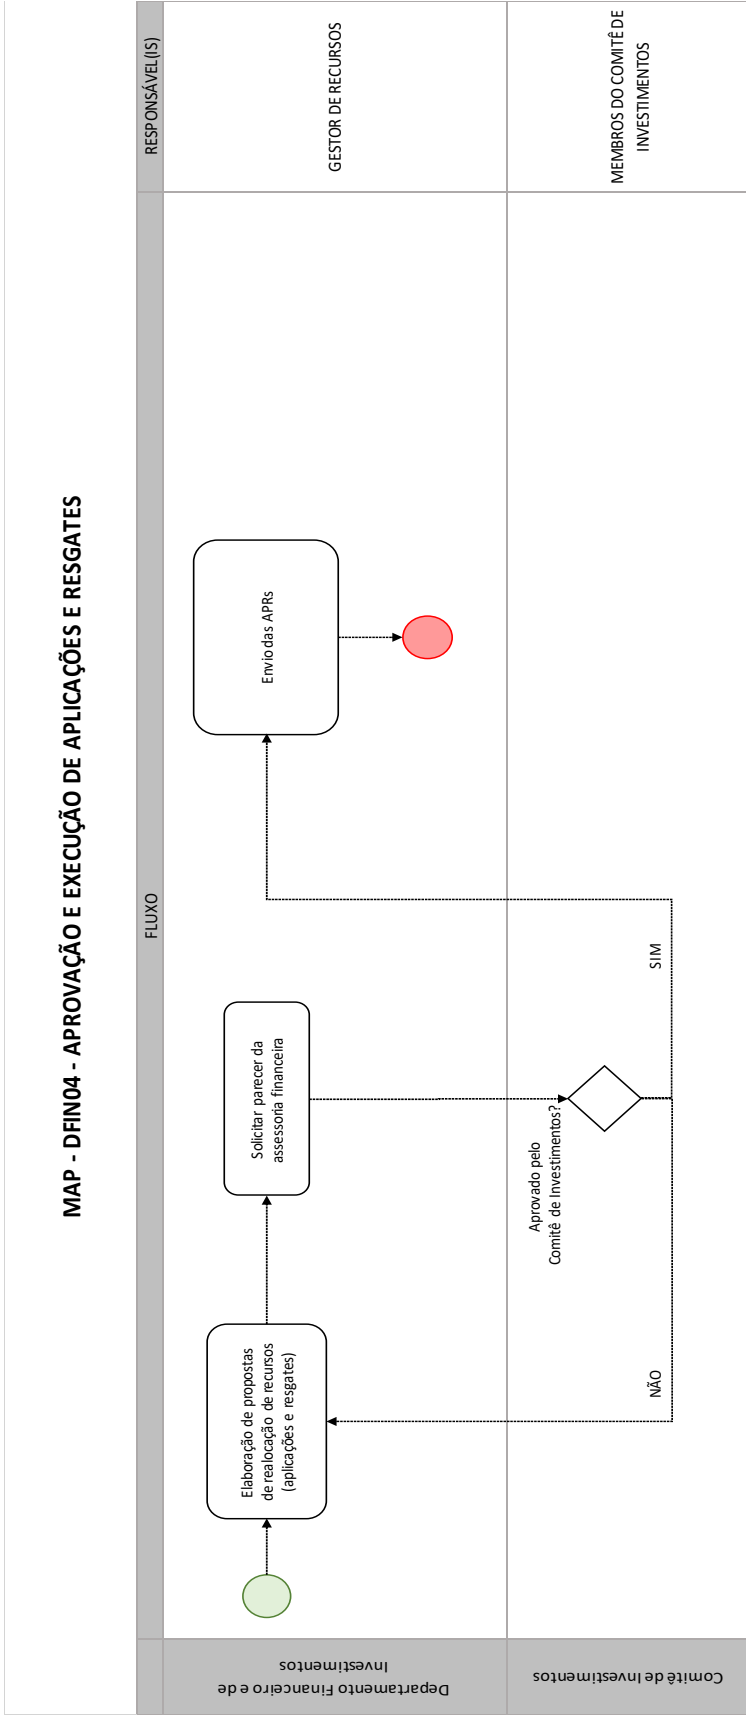 MAP - DFIN04 - APROVAÇÃO E EXECUÇÃO DE APLICAÇÕES E RESGATES
FLUXO
RESPONSÁVEL(IS)
Departamento Financeiro e de
Investimentos
Elaboração de propostas
de realocação de recursos
(aplicações e resgates)
Solicitar parecer da
assessoria financeira
Envio das APRs
GESTOR DE RECURSOS
Comitê de Investimentos
Aprovado pelo
Comitê de Investimentos?
NÃO
SIM
MEMBROS DO COMITÊ DE
INVESTIMENTOS